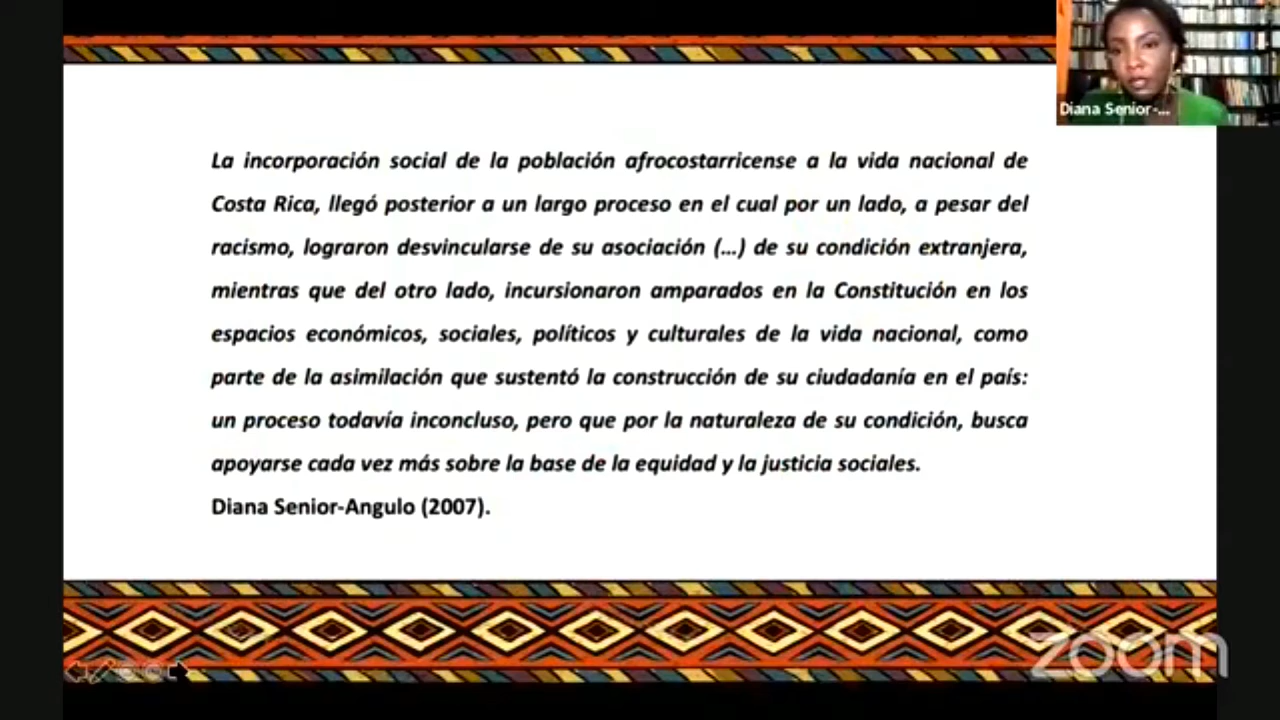 Diana Senior-...
La incorporación social de la población afrocostarricense a la vida nacional de
Costa Rica, llegó posterior a un largo proceso en el cual por un lado, a pesar del
racismo, lograron desvincularse de su asociación (...) de su condición extranjera,
mientras que del otro lado, incursionaron amparados en la Constitución en los
espacios económicos, sociales, políticos y culturales de la vida nacional, como
parte de la asimilación que sustentó la construcción de su ciudadanía en el país:
un proceso todavía inconcluso, pero que por la naturaleza de su condición, busca
apoyarse cada vez más sobre la base de la equidad y la justicia sociales.
Diana Senior-Angulo (2007).
zoom